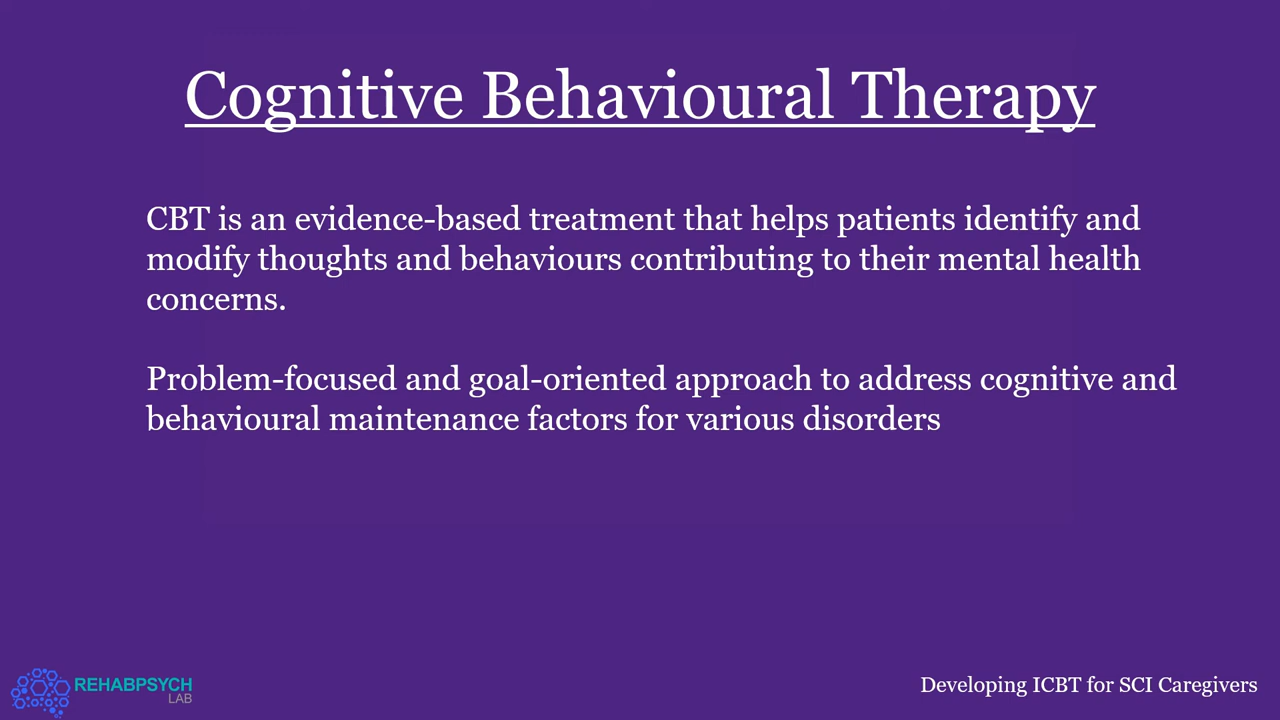 Cognitive Behavioural Therapy
CBT is an evidence-based treatment that helps patients identify and
modify thoughts and behaviours contributing to their mental health
concerns.
Problem-focused and goal-oriented approach to address cognitive and
behavioural maintenance factors for various disorders
REHABPSYCH
LAB
Developing ICBT for SCI Caregivers